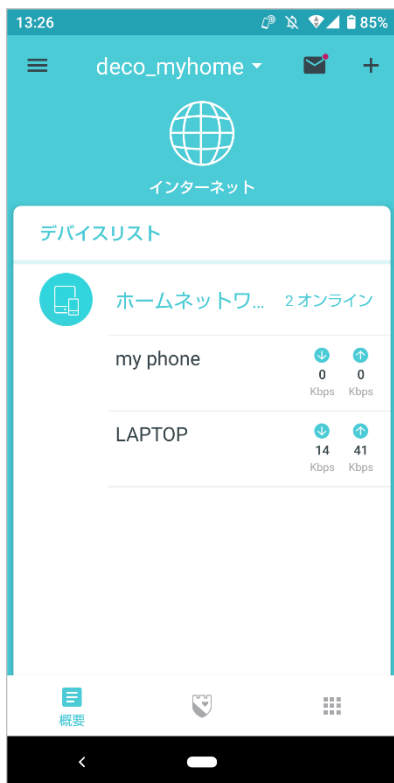 13:26 85%
deco_myhome
インターネット
デバイスリスト
ホームネットワ... 2 オンライン
my phone
0 0
Kbps Kbps
LAPTOP
14 41
Kbps Kbps
概要